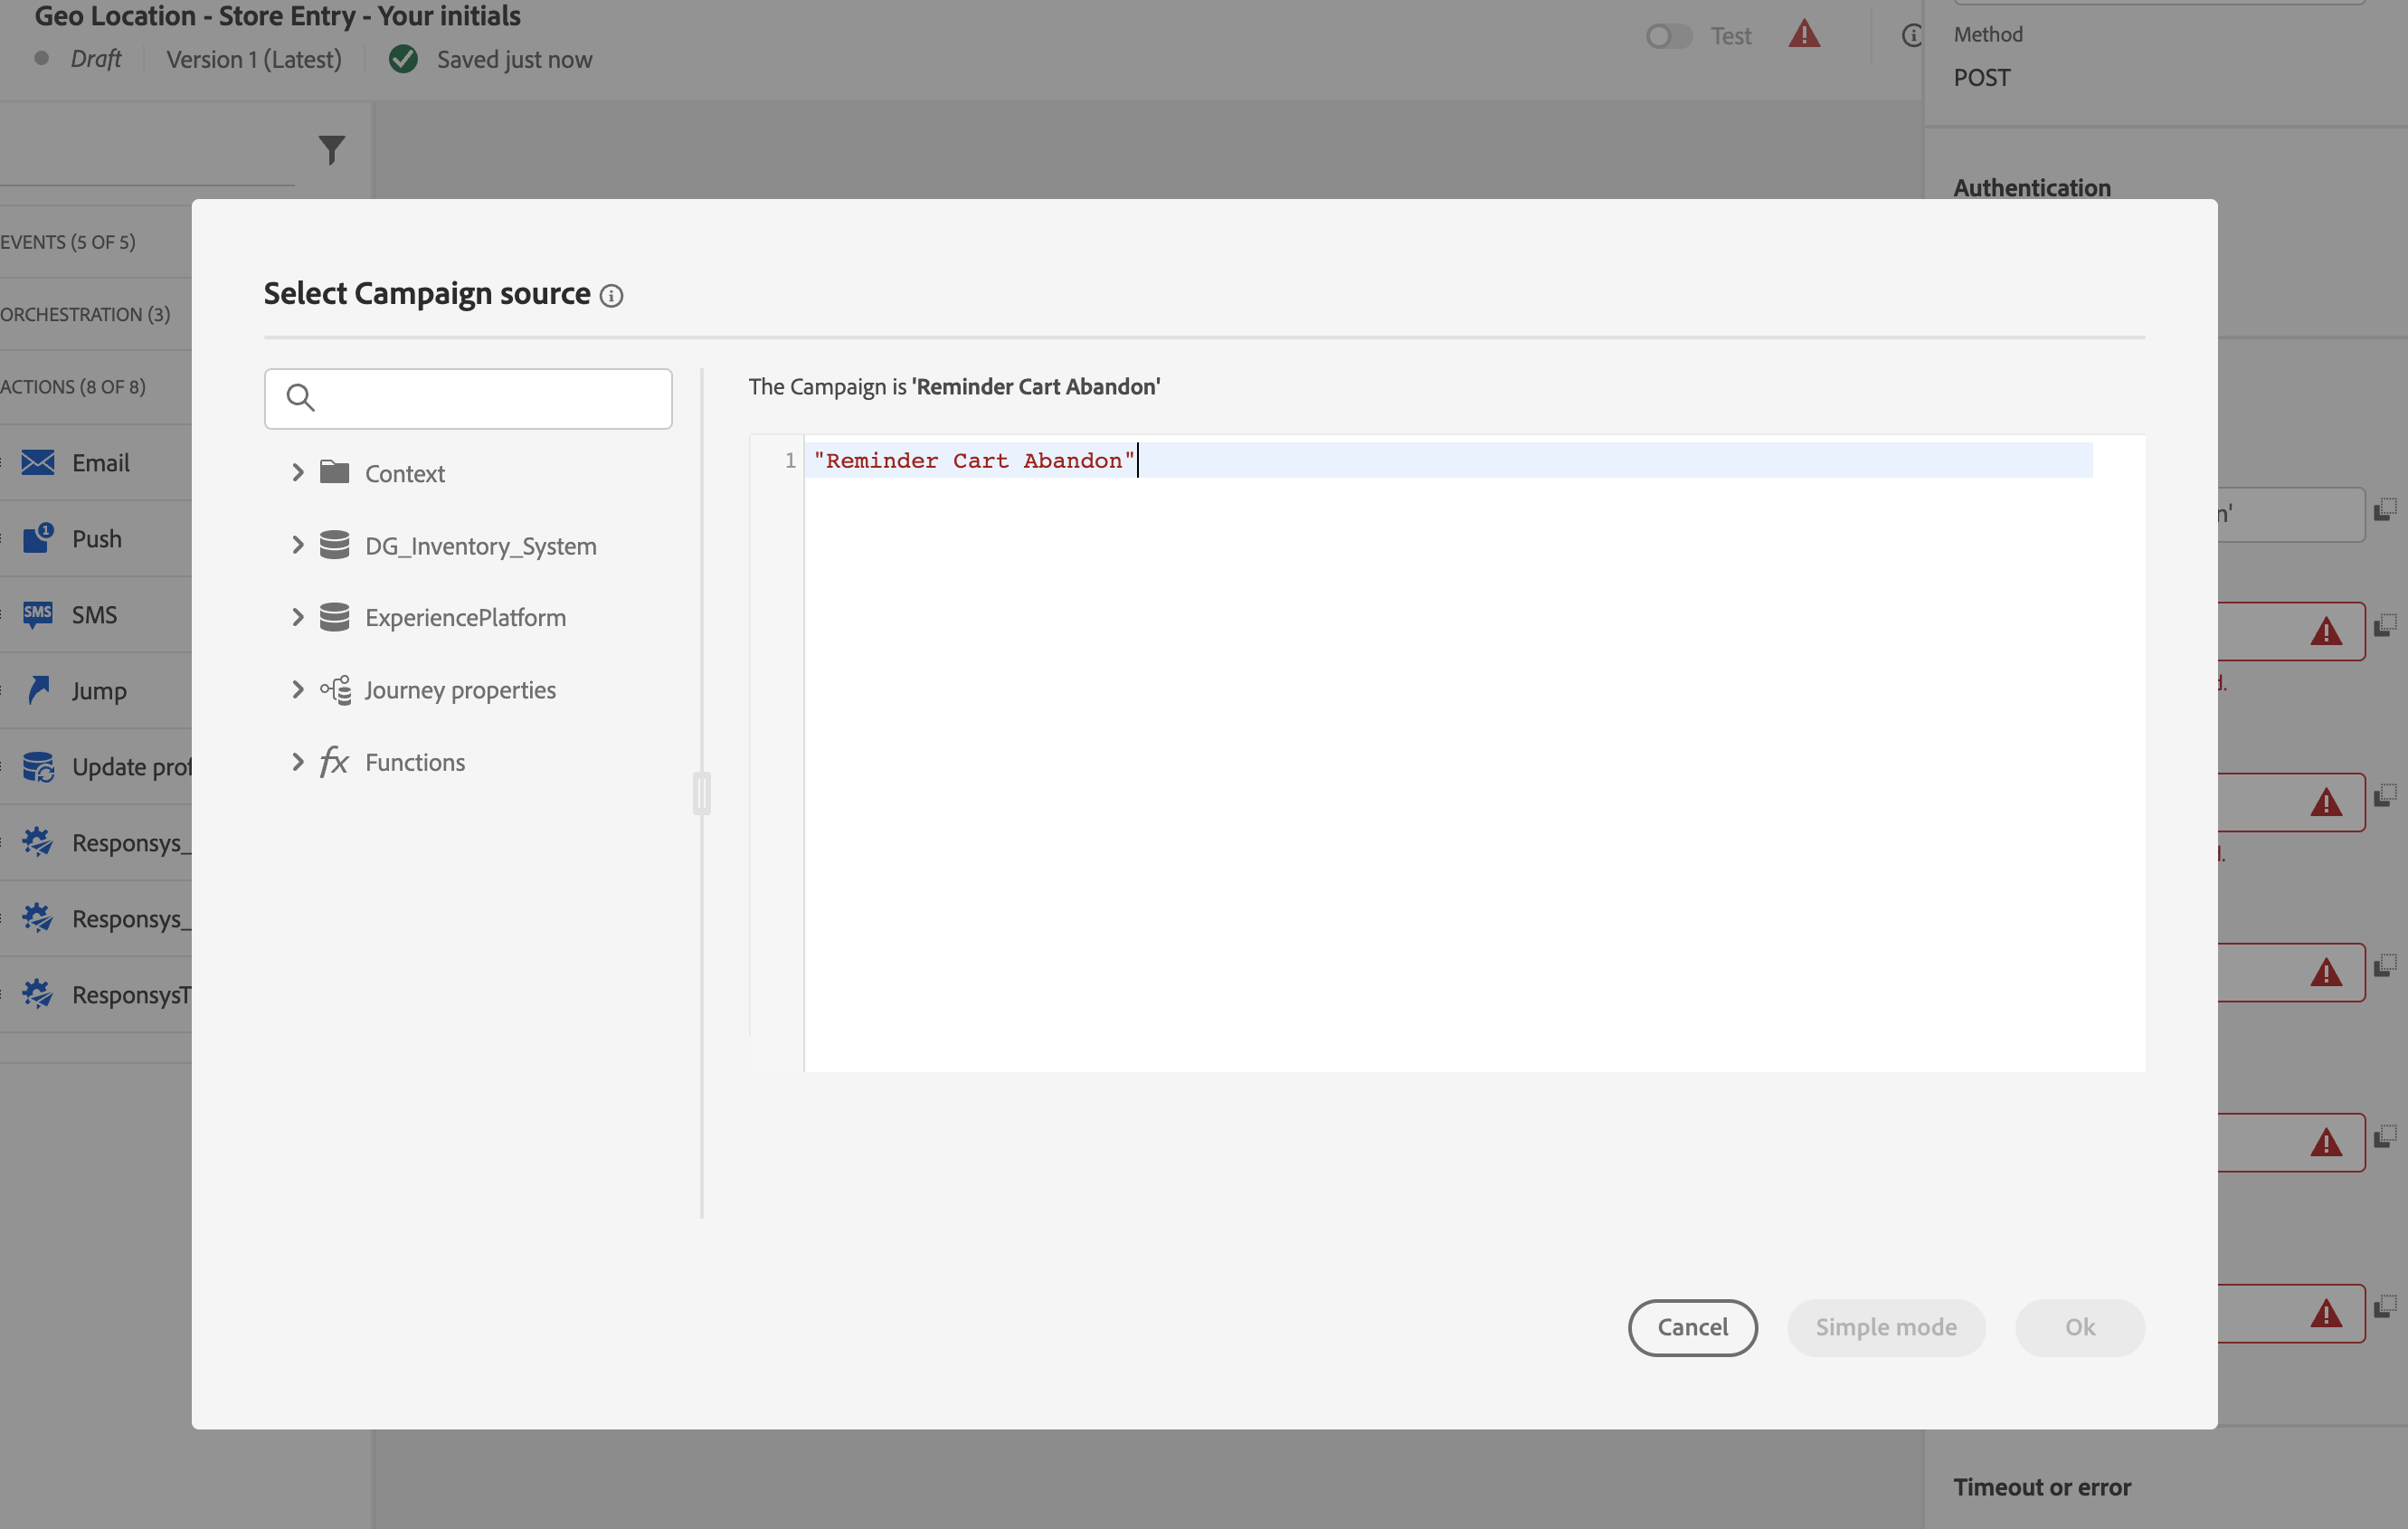 Geo Location - Store Entry - Your initials
Draft
Version 1 (Latest)
Saved just now
Test
Method
POST
Authentication
EVENTS (5 OF 5)
ORCHESTRATION (3)
ACTIONS (8 OF 8)
Email
Push
SMS
SMS
Jump
Update prof
Responsys_
Responsys_
ResponsysT
Select Campaign source
Context
DG_Inventory_System
ExperiencePlatform
Journey properties
fx Functions
The Campaign is 'Reminder Cart Abandon'
1 "Reminder Cart Abandon"
Cancel
Simple mode
Ok
n'
d.
Timeout or error